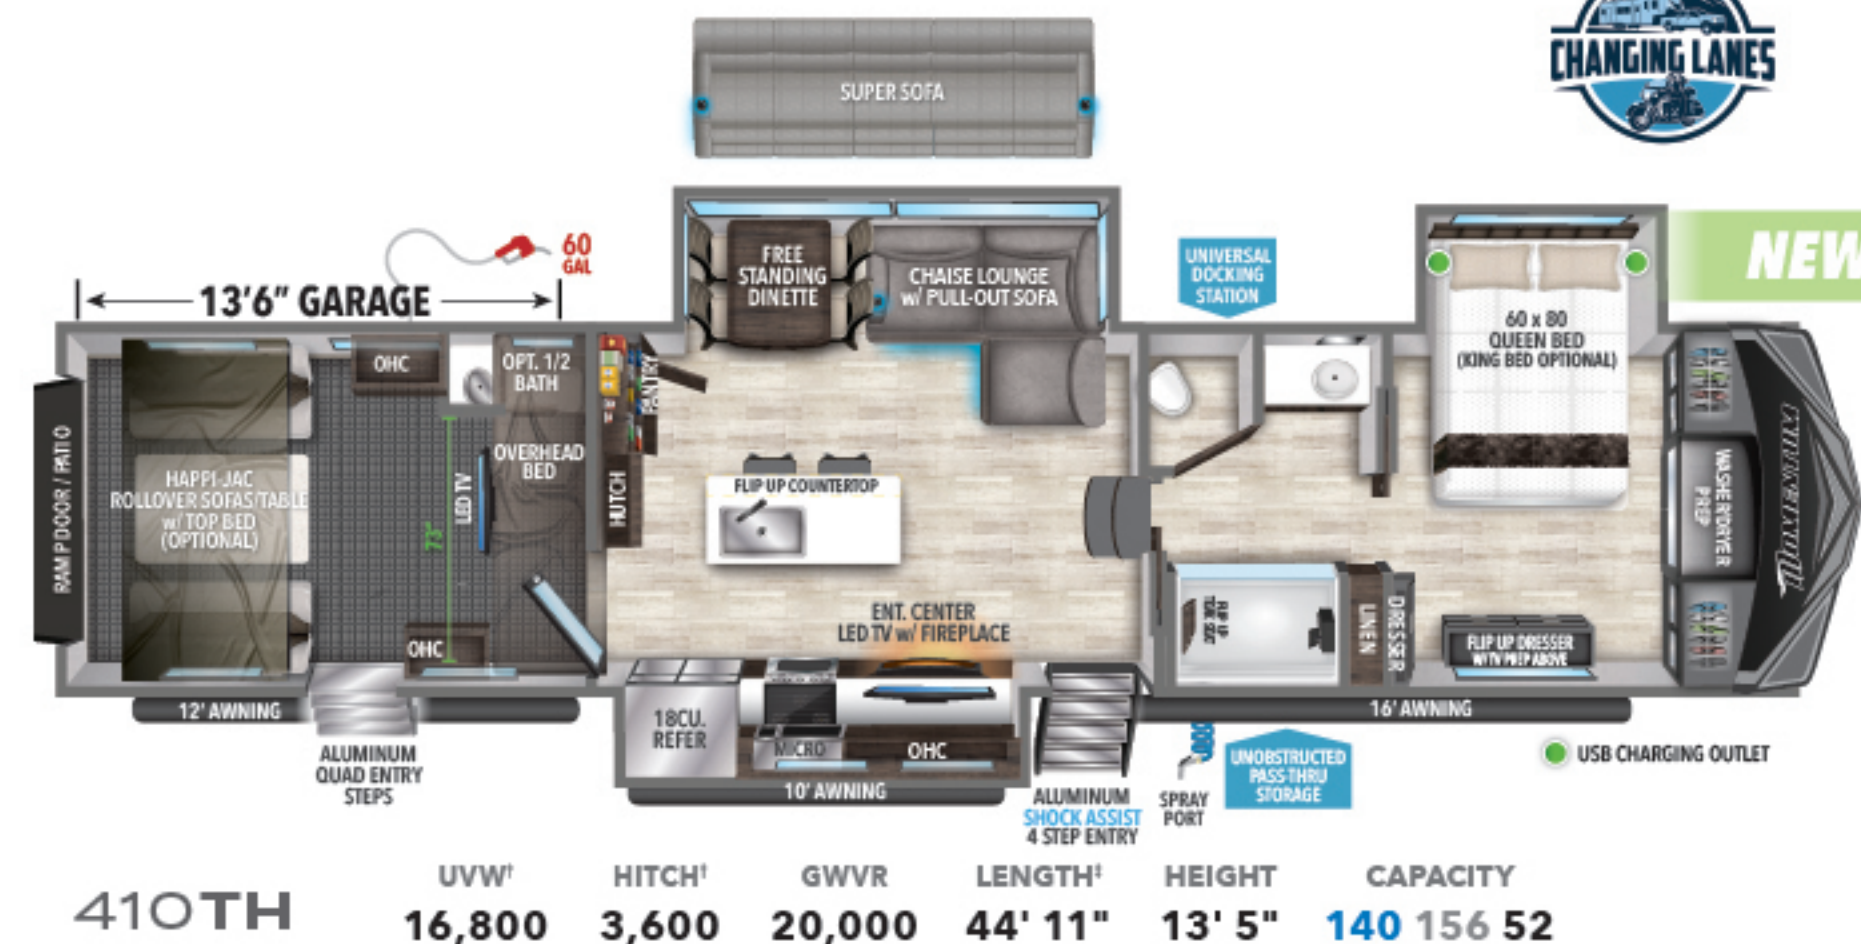 CHANGING LANES
SUPER SOFA
NEW
60
GAL
13'6" GARAGE
FREE
STANDING
DINETTE
CHAISE LOUNGE
w/ PULL-OUT SOFA
UNIVERSAL
DOCKING
STATION
60 x 80
QUEEN BED
(KING BED OPTIONAL)
OHC
OPT. 1/2
BATH
PANTRY
OVERHEAD
BED
RAMP DOOR / PATIO
HAPPI-JAC
ROLLOVER SOFAS/TABLE
w/ TOP BED
(OPTIONAL)
LED TV
73"
HUTCH
FLIP UP COUNTERTOP
WASHER/DRYER
PREP
MOMENTUM
ENT. CENTER
LED TV w/ FIREPLACE
FLIP UP
TEAK SEAT
LINEN
DRESSER
FLIP UP DRESSER
W/TV PREP ABOVE
OHC
12' AWNING
18CU.
REFER
MICRO
OHC
10' AWNING
16' AWNING
ALUMINUM
QUAD ENTRY
STEPS
ALUMINUM
SHOCK ASSIST
4 STEP ENTRY
SPRAY
PORT
UNOBSTRUCTED
PASS-THRU
STORAGE
USB CHARGING OUTLET
410TH
UVW† HITCH† GWVR LENGTH‡ HEIGHT CAPACITY
16,800 3,600 20,000 44' 11" 13' 5" 140 156 52